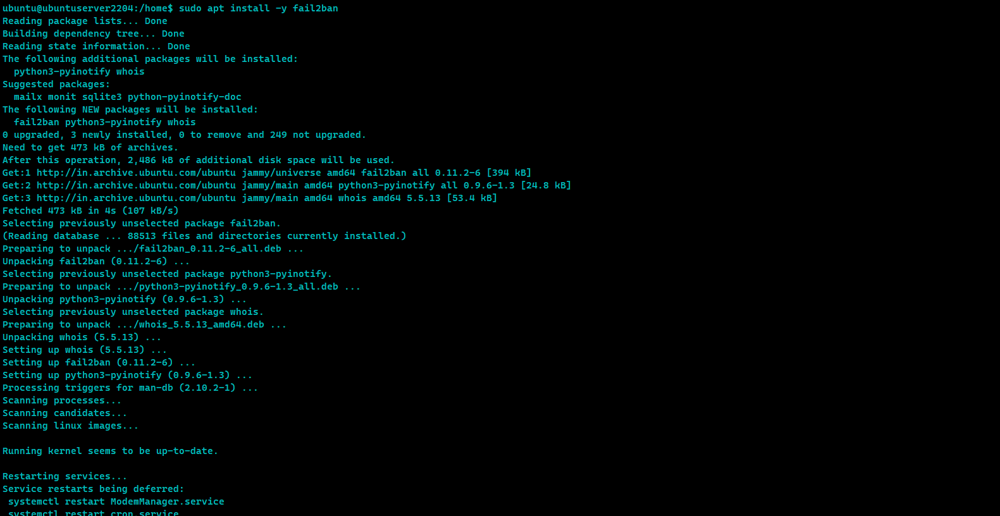 ubuntu@ubuntuserver2204:/home$ sudo apt install -y fail2ban
Reading package lists... Done
Building dependency tree... Done
Reading state information... Done
The following additional packages will be installed:
  python3-pyinotify whois
Suggested packages:
  mailx monit sqlite3 python-pyinotify-doc
The following NEW packages will be installed:
  fail2ban python3-pyinotify whois
0 upgraded, 3 newly installed, 0 to remove and 249 not upgraded.
Need to get 473 kB of archives.
After this operation, 2,486 kB of additional disk space will be used.
Get:1 http://in.archive.ubuntu.com/ubuntu jammy/universe amd64 fail2ban all 0.11.2-6 [394 kB]
Get:2 http://in.archive.ubuntu.com/ubuntu jammy/main amd64 python3-pyinotify all 0.9.6-1.3 [24.8 kB]
Get:3 http://in.archive.ubuntu.com/ubuntu jammy/main amd64 whois amd64 5.5.13 [53.4 kB]
Fetched 473 kB in 4s (107 kB/s)
Selecting previously unselected package fail2ban.
(Reading database ... 88513 files and directories currently installed.)
Preparing to unpack .../fail2ban_0.11.2-6_all.deb ...
Unpacking fail2ban (0.11.2-6) ...
Selecting previously unselected package python3-pyinotify.
Preparing to unpack .../python3-pyinotify_0.9.6-1.3_all.deb ...
Unpacking python3-pyinotify (0.9.6-1.3) ...
Selecting previously unselected package whois.
Preparing to unpack .../whois_5.5.13_amd64.deb ...
Unpacking whois (5.5.13) ...
Setting up whois (5.5.13) ...
Setting up fail2ban (0.11.2-6) ...
Setting up python3-pyinotify (0.9.6-1.3) ...
Processing triggers for man-db (2.10.2-1) ...
Scanning processes...
Scanning candidates...
Scanning linux images...
Running kernel seems to be up-to-date.
Restarting services...
Service restarts being deferred:
 systemctl restart ModemManager.service
 systemctl restart cron.service